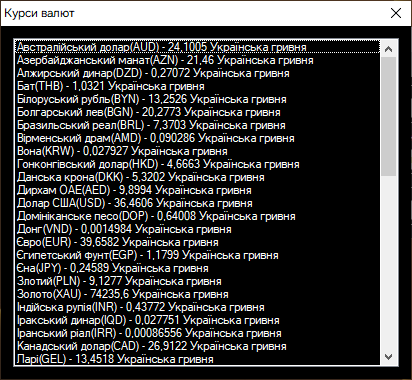 Курси валют
Австралійський долар(AUD) - 24,1005 Українська гривня
Азербайджанський манат(AZN) - 21,46 Українська гривня
Алжирський динар(DZD) - 0,27072 Українська гривня
Бат(THB) - 1,0321 Українська гривня
Білоруський рубль(BYN) - 13,2526 Українська гривня
Болгарський лев(BGN) - 20,2773 Українська гривня
Бразильський реал(BRL) - 7,3703 Українська гривня
Вірменський драм(AMD) - 0,090286 Українська гривня
Вона(KRW) - 0,027927 Українська гривня
Гонконгівський долар(HKD) - 4,6663 Українська гривня
Данська крона(DKK) - 5,3202 Українська гривня
Дирхам ОАЕ(AED) - 9,8994 Українська гривня
Долар США(USD) - 36,4606 Українська гривня
Домініканське песо(DOP) - 0,64008 Українська гривня
Донг(VND) - 0,0014984 Українська гривня
Євро(EUR) - 39,6582 Українська гривня
Єгипетський фунт(EGP) - 1,1799 Українська гривня
Єна(JPY) - 0,24589 Українська гривня
Злотий(PLN) - 9,1277 Українська гривня
Золото(XAU) - 74235,6 Українська гривня
Індійська рупія(INR) - 0,43772 Українська гривня
Іракський динар(IQD) - 0,027751 Українська гривня
Іранський ріал(IRR) - 0,00086556 Українська гривня
Канадський долар(CAD) - 26,9122 Українська гривня
Ларі(GEL) - 13,4518 Українська гривня